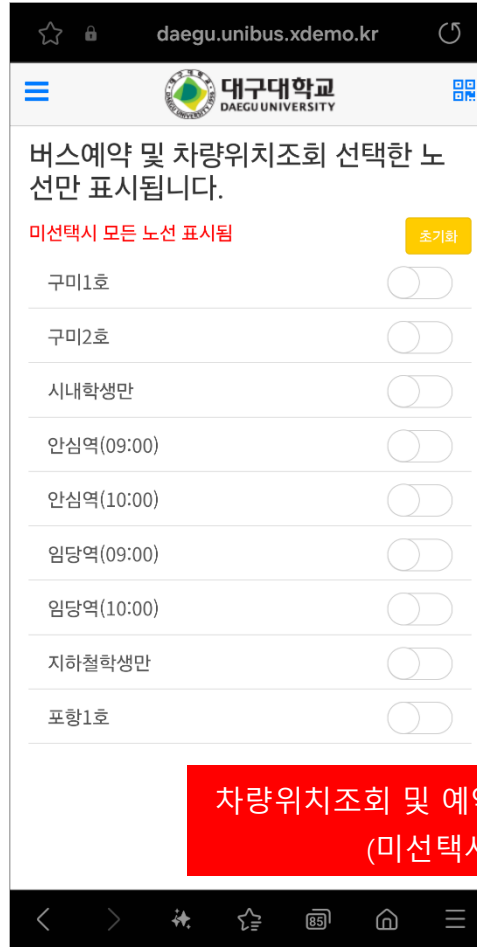 daegu.unibus.xdemo.kr
대구대학교
DAEGU UNIVERSITY
버스예약 및 차량위치조회 선택한 노
선만 표시됩니다.
미선택시 모든 노선 표시됨
초기화
구미1호
구미2호
시내학생만
안심역(09:00)
안심역(10:00)
임당역(09:00)
임당역(10:00)
지하철학생만
포항1호
차량위치조회 및 예
(미선택
85